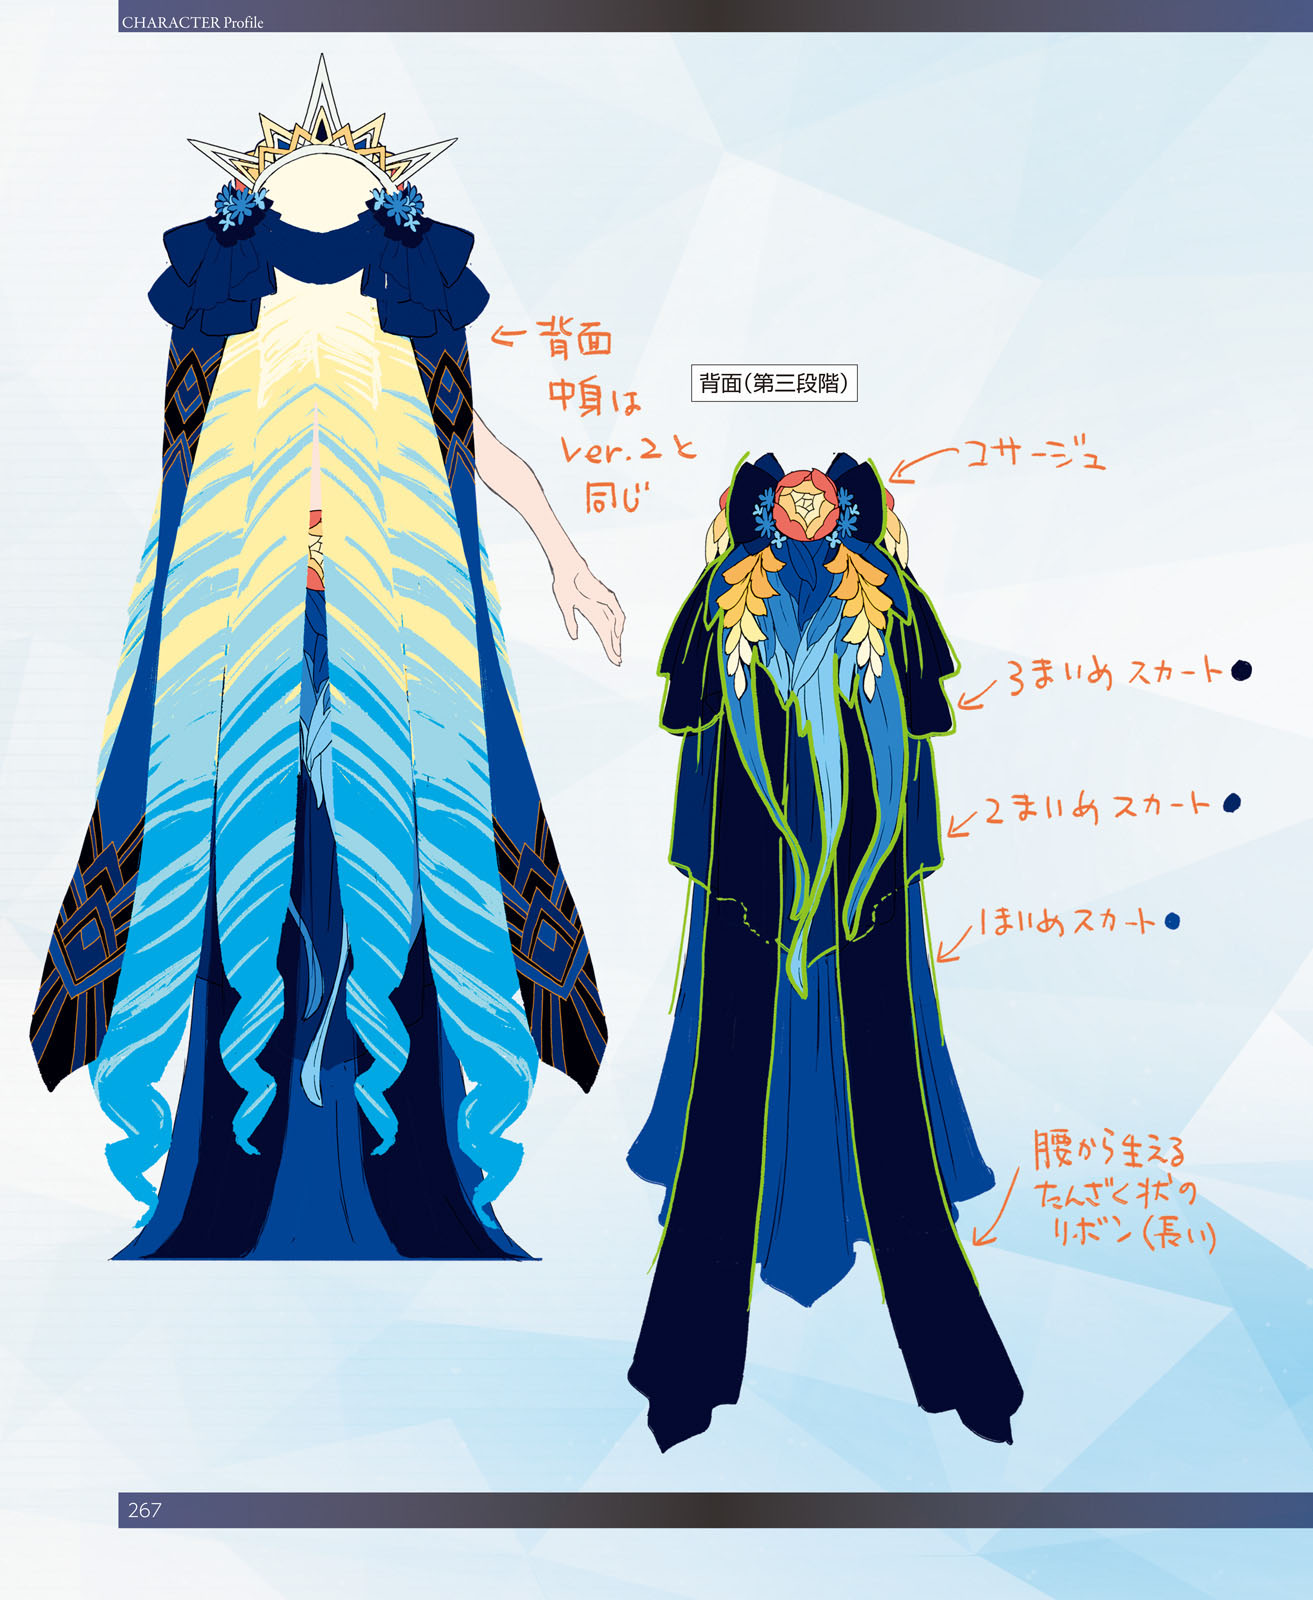 CHARACTER Profile
背面
中身は
Ver.2と
同じ
背面(第三段階)
コサージュ
3まいめスカート
2まいめスカート
1まいめスカート
腰から生える
たんざく状の
リボン(長い)
267